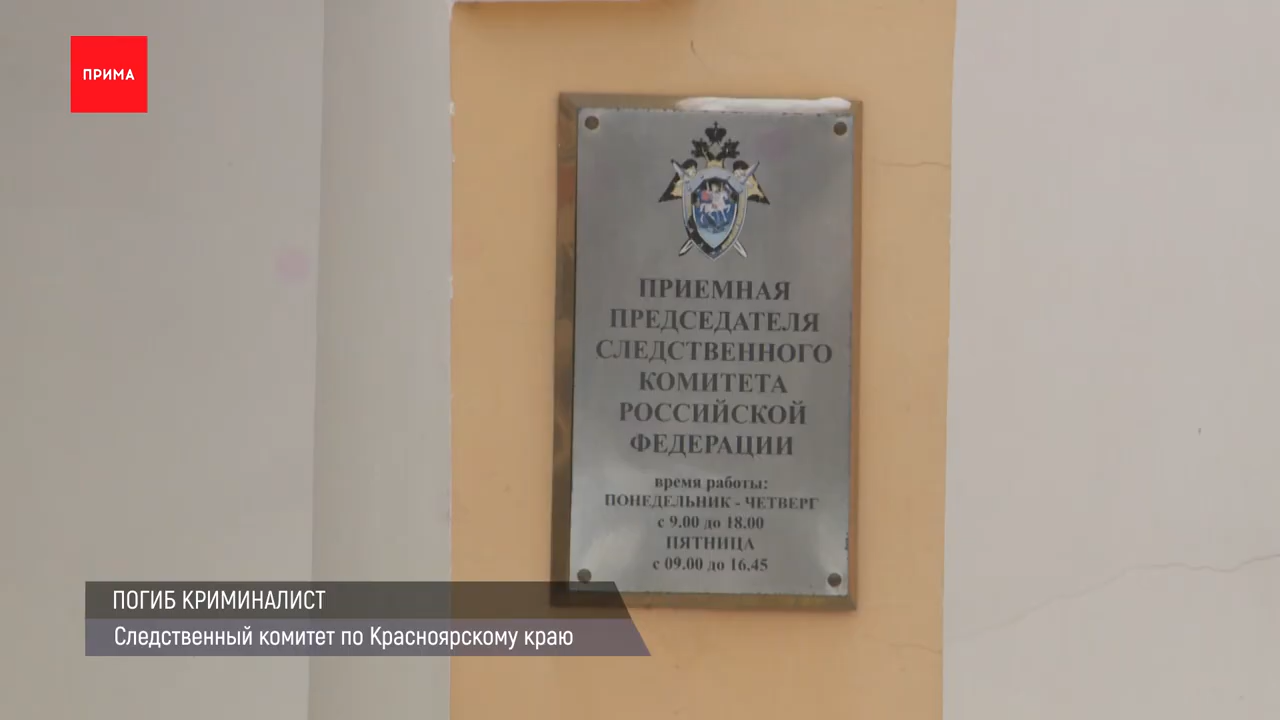 ПРИМА
ПРИЕМНАЯ
ПРЕДСЕДАТЕЛЯ
СЛЕДСТВЕННОГО
КОМИТЕТА
РОССИЙСКОЙ
ФЕДЕРАЦИИ
время работы:
ПОНЕДЕЛЬНИК - ЧЕТВЕРГ
с 9.00 до 18.00
ПЯТНИЦА
с 09.00 до 16.45
ПОГИБ КРИМИНАЛИСТ
Следственный комитет по Красноярскому краю